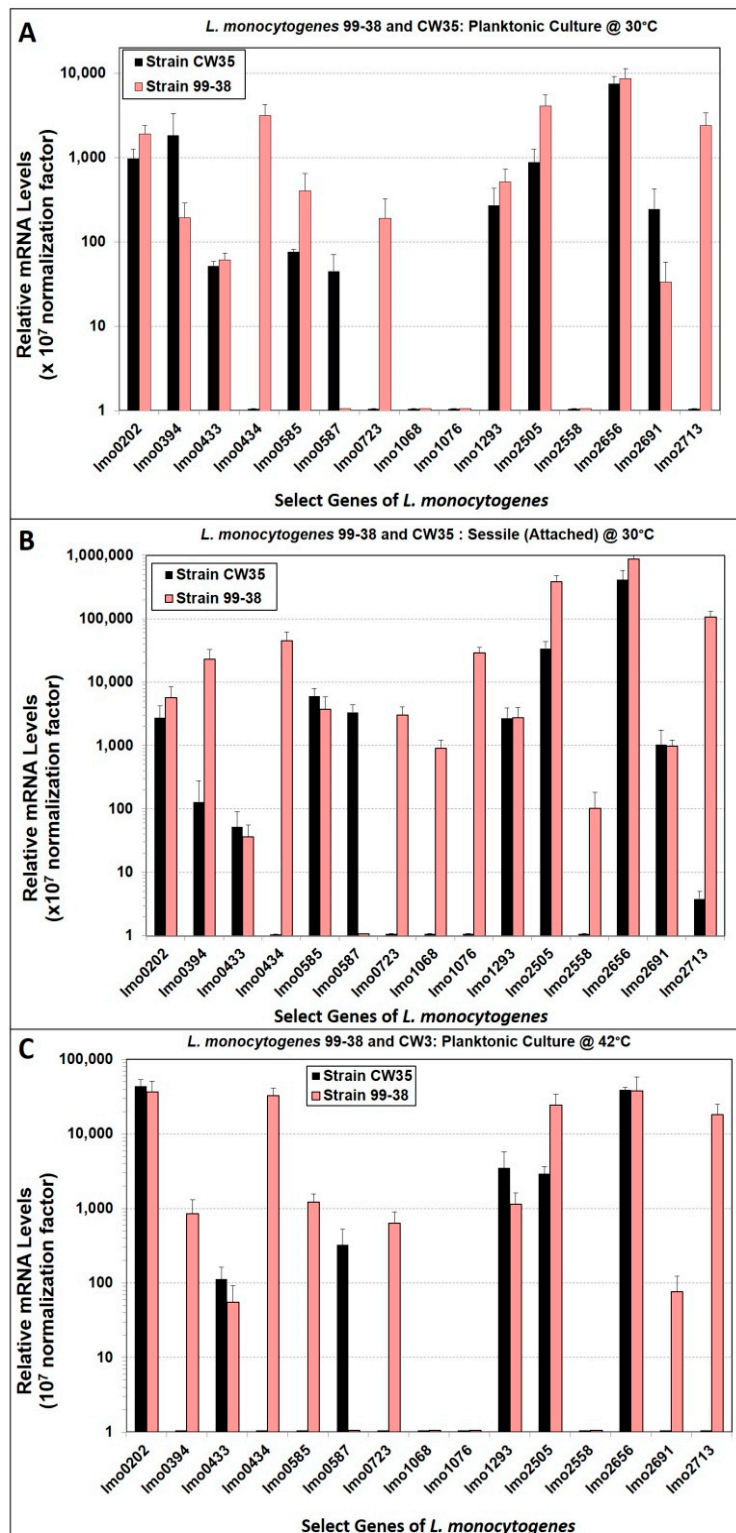 A
L. monocytogenes 99-38 and CW35: Planktonic Culture @ 30°C
Strain CW35
Strain 99-38
Relative mRNA Levels
(x 10⁷ normalization factor)
10,000
1,000
100
10
1
lmo0202 lmo0394 lmo0433 lmo0434 lmo0585 lmo0587 lmo0723 lmo1068 lmo1076 lmo1293 lmo2505 lmo2558 lmo2656 lmo2691 lmo2713
Select Genes of L. monocytogenes
B
L. monocytogenes 99-38 and CW35 : Sessile (Attached) @ 30°C
Strain CW35
Strain 99-38
Relative mRNA Levels
(x10⁷ normalization factor)
1,000,000
100,000
10,000
1,000
100
10
1
lmo0202 lmo0394 lmo0433 lmo0434 lmo0585 lmo0587 lmo0723 lmo1068 lmo1076 lmo1293 lmo2505 lmo2558 lmo2656 lmo2691 lmo2713
Select Genes of L. monocytogenes
C
L. monocytogenes 99-38 and CW3: Planktonic Culture @ 42°C
Strain CW35
Strain 99-38
Relative mRNA Levels
(10⁷ normalization factor)
100,000
10,000
1,000
100
10
1
lmo0202 lmo0394 lmo0433 lmo0434 lmo0585 lmo0587 lmo0723 lmo1068 lmo1076 lmo1293 lmo2505 lmo2558 lmo2656 lmo2691 lmo2713
Select Genes of L. monocytogenes